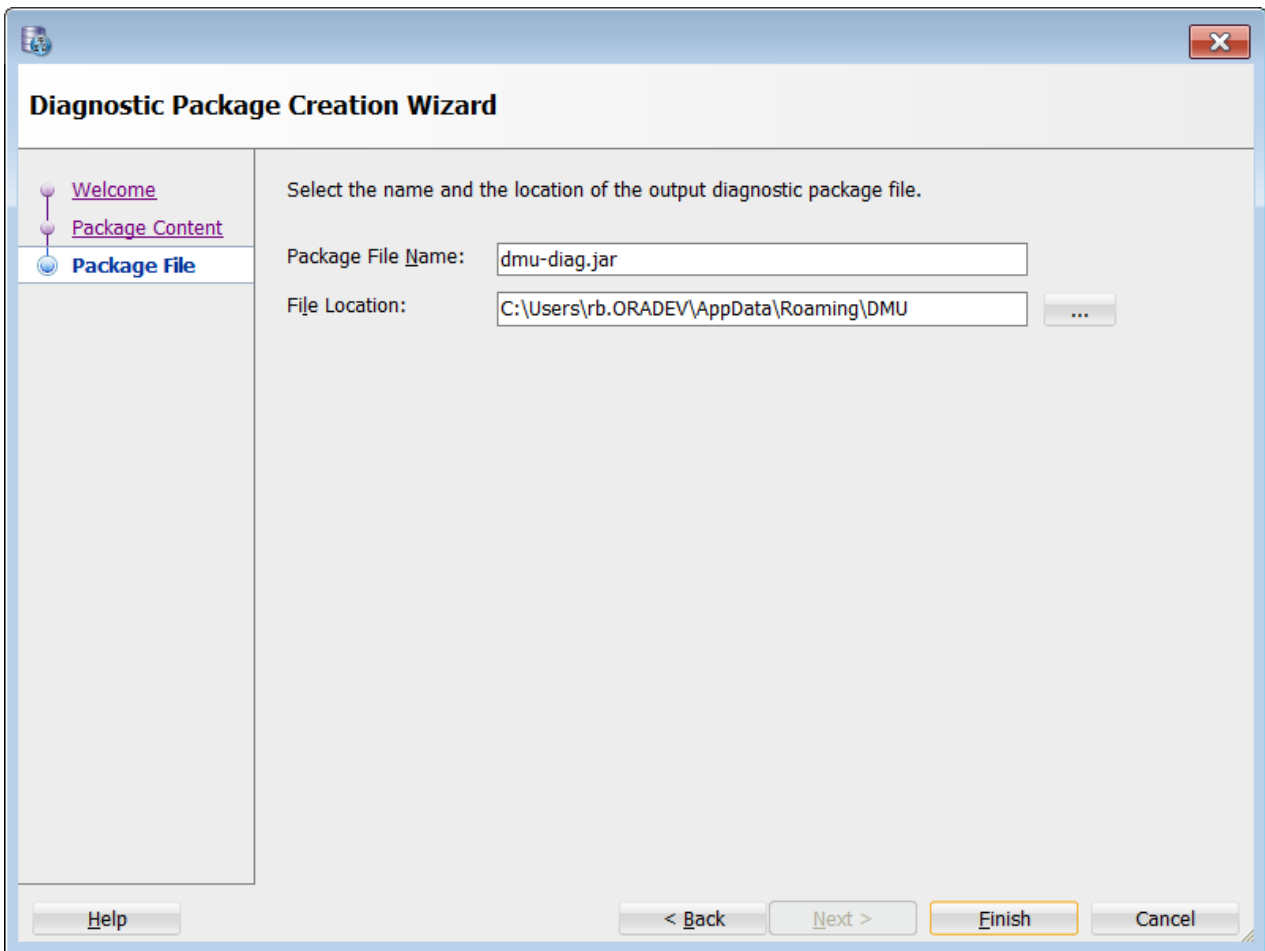 Diagnostic Package Creation Wizard
Welcome
Package Content
Package File
Select the name and the location of the output diagnostic package file.
Package File Name: dmu-diag.jar
File Location: C:\Users\rb.ORADEV\AppData\Roaming\DMU ...
Help < Back Next > Finish Cancel